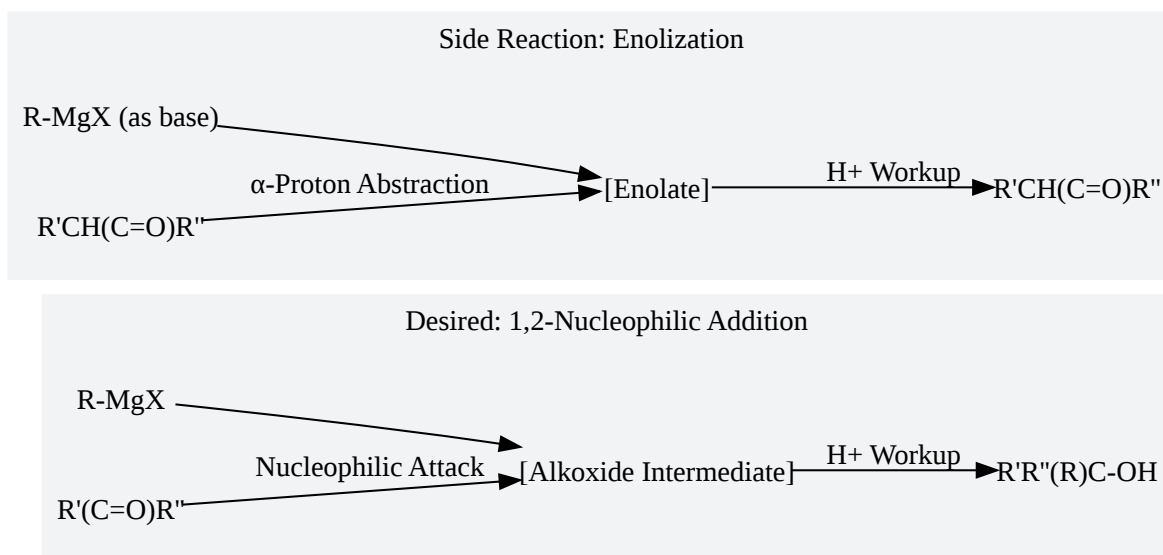 Side Reaction: Enolization
R-MgX (as base)
α-Proton Abstraction
R'CH(C=O)R"
[Enolate]
H+ Workup
R'CH(C=O)R"
Desired: 1,2-Nucleophilic Addition
R-MgX
Nucleophilic Attack
R'(C=O)R"
[Alkoxide Intermediate]
H+ Workup
R'R"(R)C-OH